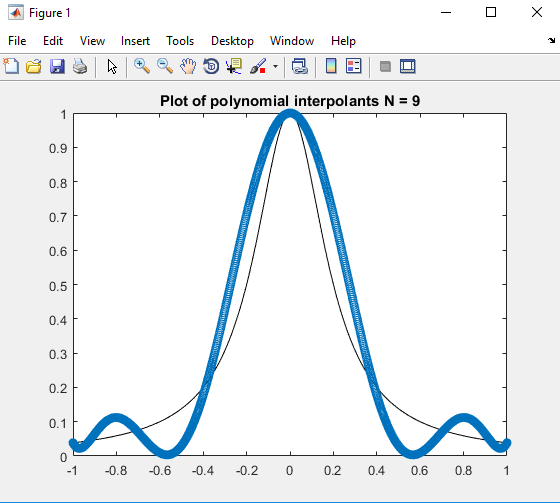 Figure 1
File Edit View Insert Tools Desktop Window Help
Plot of polynomial interpolants N = 9
1
0.9
0.8
0.7
0.6
0.5
0.4
0.3
0.2
0.1
0
-1 -0.8 -0.6 -0.4 -0.2 0 0.2 0.4 0.6 0.8 1